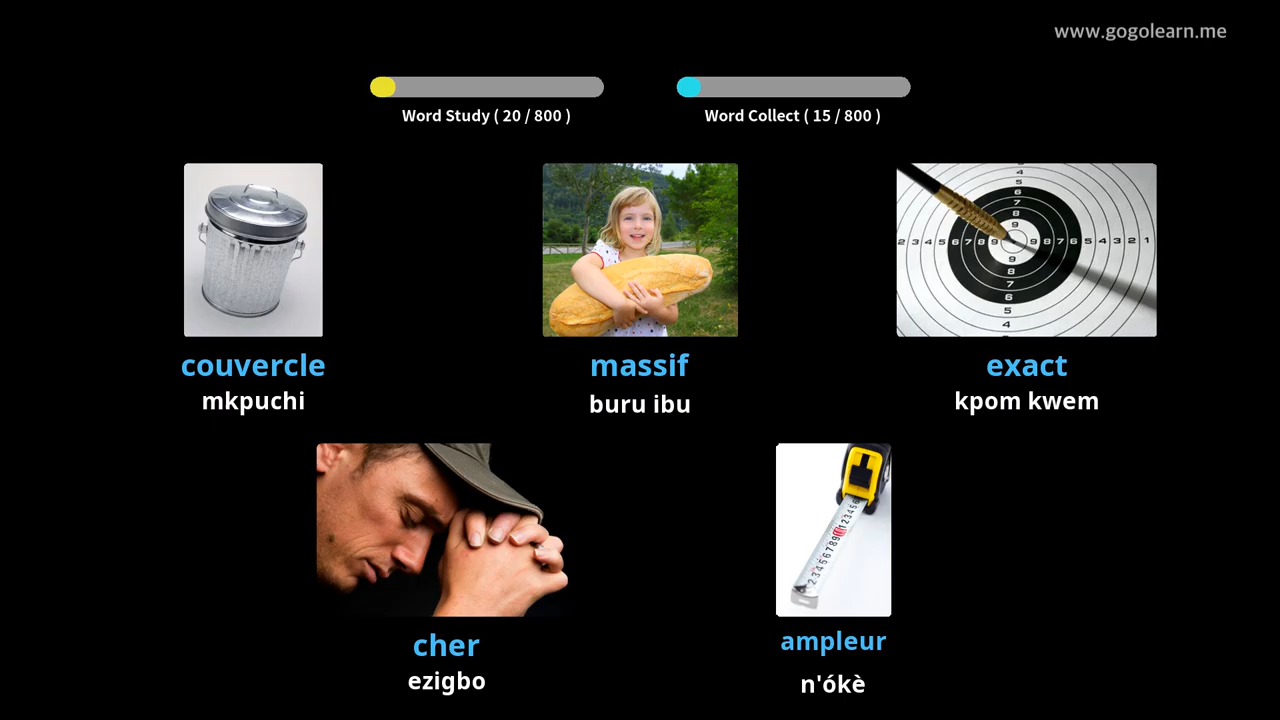 www.gogolearn.me
Word Study ( 20 / 800 )
Word Collect ( 15 / 800 )
couvercle
mkpuchi
massif
buru ibu
exact
kpom kwem
cher
ezigbo
ampleur
n'ókè